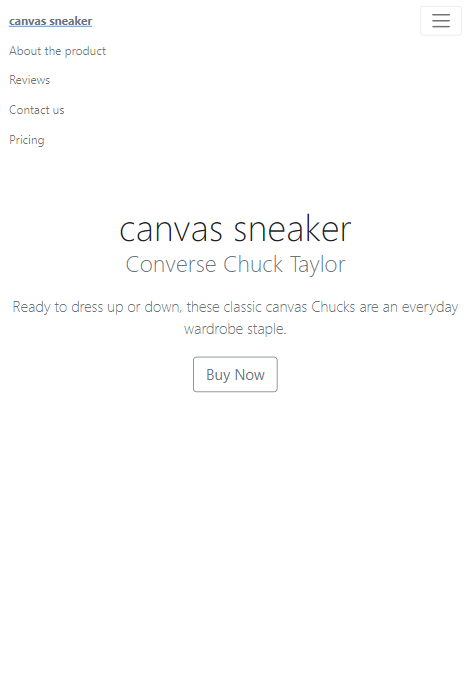 canvas sneaker
About the product
Reviews
Contact us
Pricing
canvas sneaker
Converse Chuck Taylor
Ready to dress up or down, these classic canvas Chucks are an everyday
wardrobe staple.
Buy Now